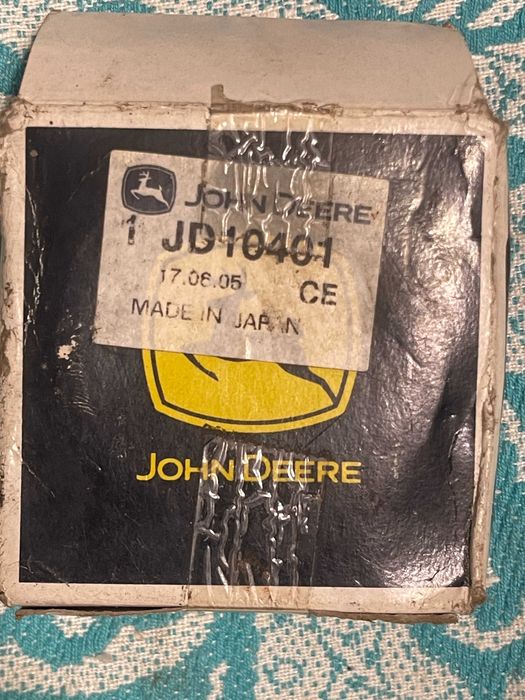 JOHN DEERE
1 JD10401
17.06.05 CE
MADE IN JAPAN
JOHN DEERE